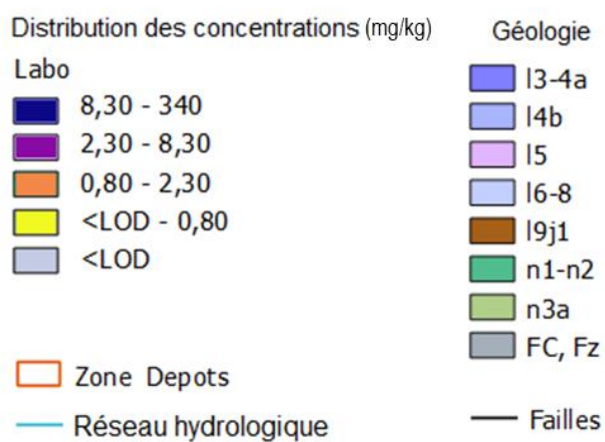 Distribution des concentrations (mg/kg)
Labo
8,30 - 340
2,30 - 8,30
0,80 - 2,30
<LOD - 0,80
<LOD
Zone Depots
Réseau hydrologique
Géologie
l3-4a
l4b
l5
l6-8
l9j1
n1-n2
n3a
FC, Fz
Failles